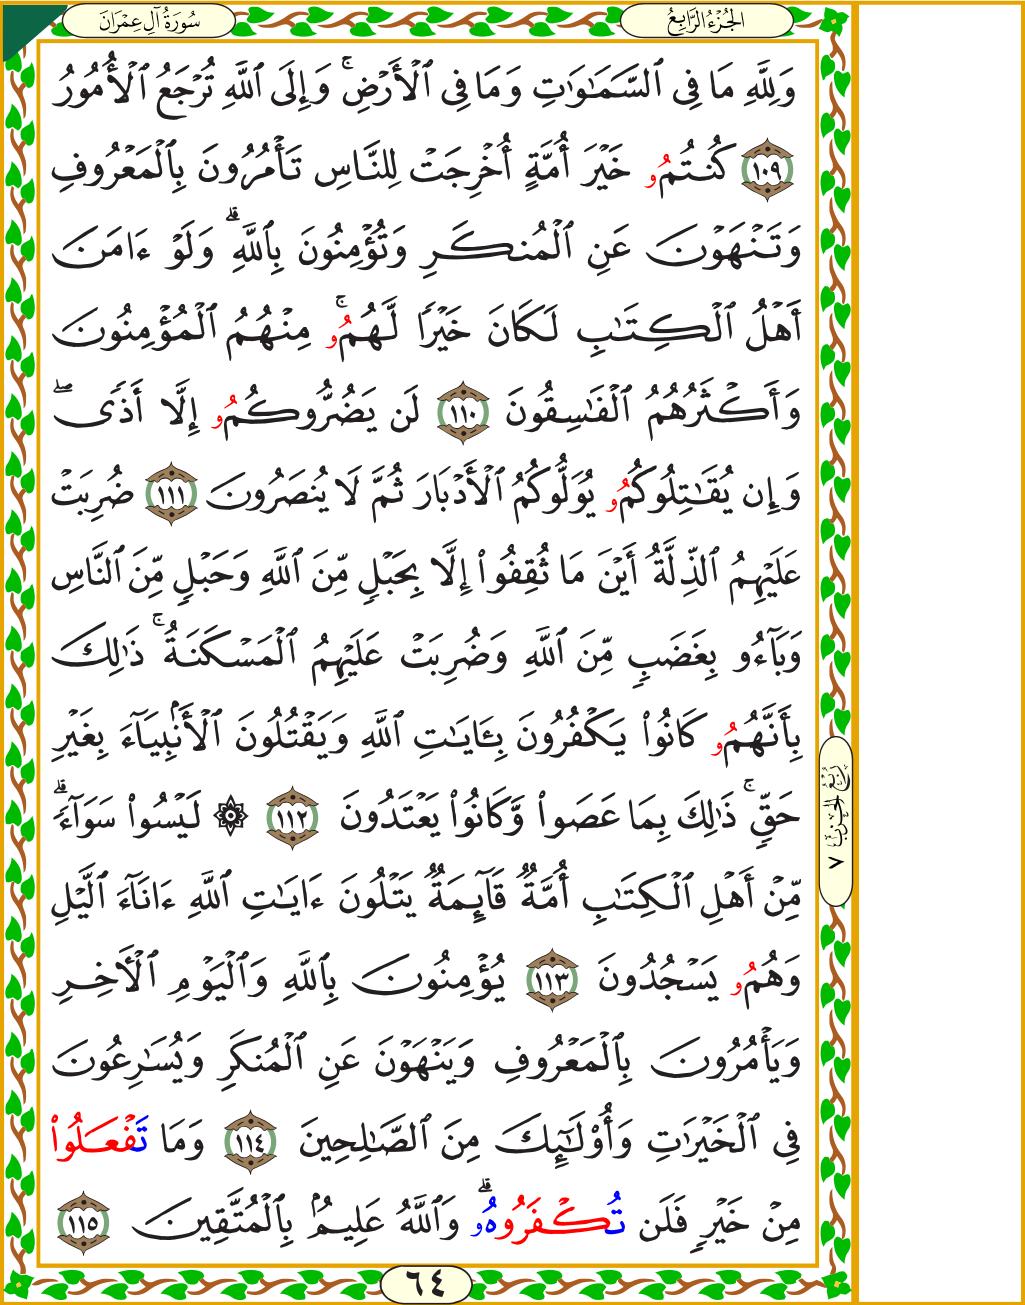 سُورَةُ آلِ عِمْرَانَ
الجُزْءُ الرَّابِعُ
وَلِلَّهِ مَا فِي ٱلسَّمَٰوَٰتِ وَمَا فِي ٱلْأَرْضِۚ وَإِلَى ٱللَّهِ تُرْجَعُ ٱلْأُمُورُ
١٠٩ كُنتُمُۥ خَيْرَ أُمَّةٍ أُخْرِجَتْ لِلنَّاسِ تَأْمُرُونَ بِٱلْمَعْرُوفِ
وَتَنْهَوْنَ عَنِ ٱلْمُنكَرِ وَتُؤْمِنُونَ بِٱللَّهِۗ وَلَوْ ءَامَنَ
أَهْلُ ٱلْكِتَٰبِ لَكَانَ خَيْرًا لَّهُمُۥۚ مِنْهُمُ ٱلْمُؤْمِنُونَ
وَأَكْثَرُهُمُ ٱلْفَٰسِقُونَ ١١٠ لَن يَضُرُّوكُمُۥ إِلَّا أَذًىۖ
وَإِن يُقَٰتِلُوكُمُۥ يُوَلُّوكُمُ ٱلْأَدْبَارَ ثُمَّ لَا يُنصَرُونَ ١١١ ضُرِبَتْ
عَلَيْهِمُ ٱلذِّلَّةُ أَيْنَ مَا ثُقِفُوا۟ إِلَّا بِحَبْلٍ مِّنَ ٱللَّهِ وَحَبْلٍ مِّنَ ٱلنَّاسِ
وَبَآءُو بِغَضَبٍ مِّنَ ٱللَّهِ وَضُرِبَتْ عَلَيْهِمُ ٱلْمَسْكَنَةُۚ ذَٰلِكَ
بِأَنَّهُمُۥ كَانُوا۟ يَكْفُرُونَ بِـَٔايَٰتِ ٱللَّهِ وَيَقْتُلُونَ ٱلْأَنۢبِيَآءَ بِغَيْرِ
حَقٍّۚ ذَٰلِكَ بِمَا عَصَوا۟ وَّكَانُوا۟ يَعْتَدُونَ ١١٢ ۞ لَيْسُوا۟ سَوَآءًۗ
مِّنْ أَهْلِ ٱلْكِتَٰبِ أُمَّةٌ قَآئِمَةٌ يَتْلُونَ ءَايَٰتِ ٱللَّهِ ءَانَآءَ ٱلَّيْلِ
وَهُمُۥ يَسْجُدُونَ ١١٣ يُؤْمِنُونَ بِٱللَّهِ وَٱلْيَوْمِ ٱلْأَخِرِ
وَيَأْمُرُونَ بِٱلْمَعْرُوفِ وَيَنْهَوْنَ عَنِ ٱلْمُنكَرِ وَيُسَٰرِعُونَ
فِي ٱلْخَيْرَٰتِ وَأُو۟لَٰٓئِكَ مِنَ ٱلصَّٰلِحِينَ ١١٤ وَمَا تَفْعَلُوا۟
مِنْ خَيْرٍ فَلَن تُكْفَرُوهُۥۗ وَٱللَّهُ عَلِيمٌۢ بِٱلْمُتَّقِينَ ١١٥
رُبْعُ الحِزْب ٧
٦٤